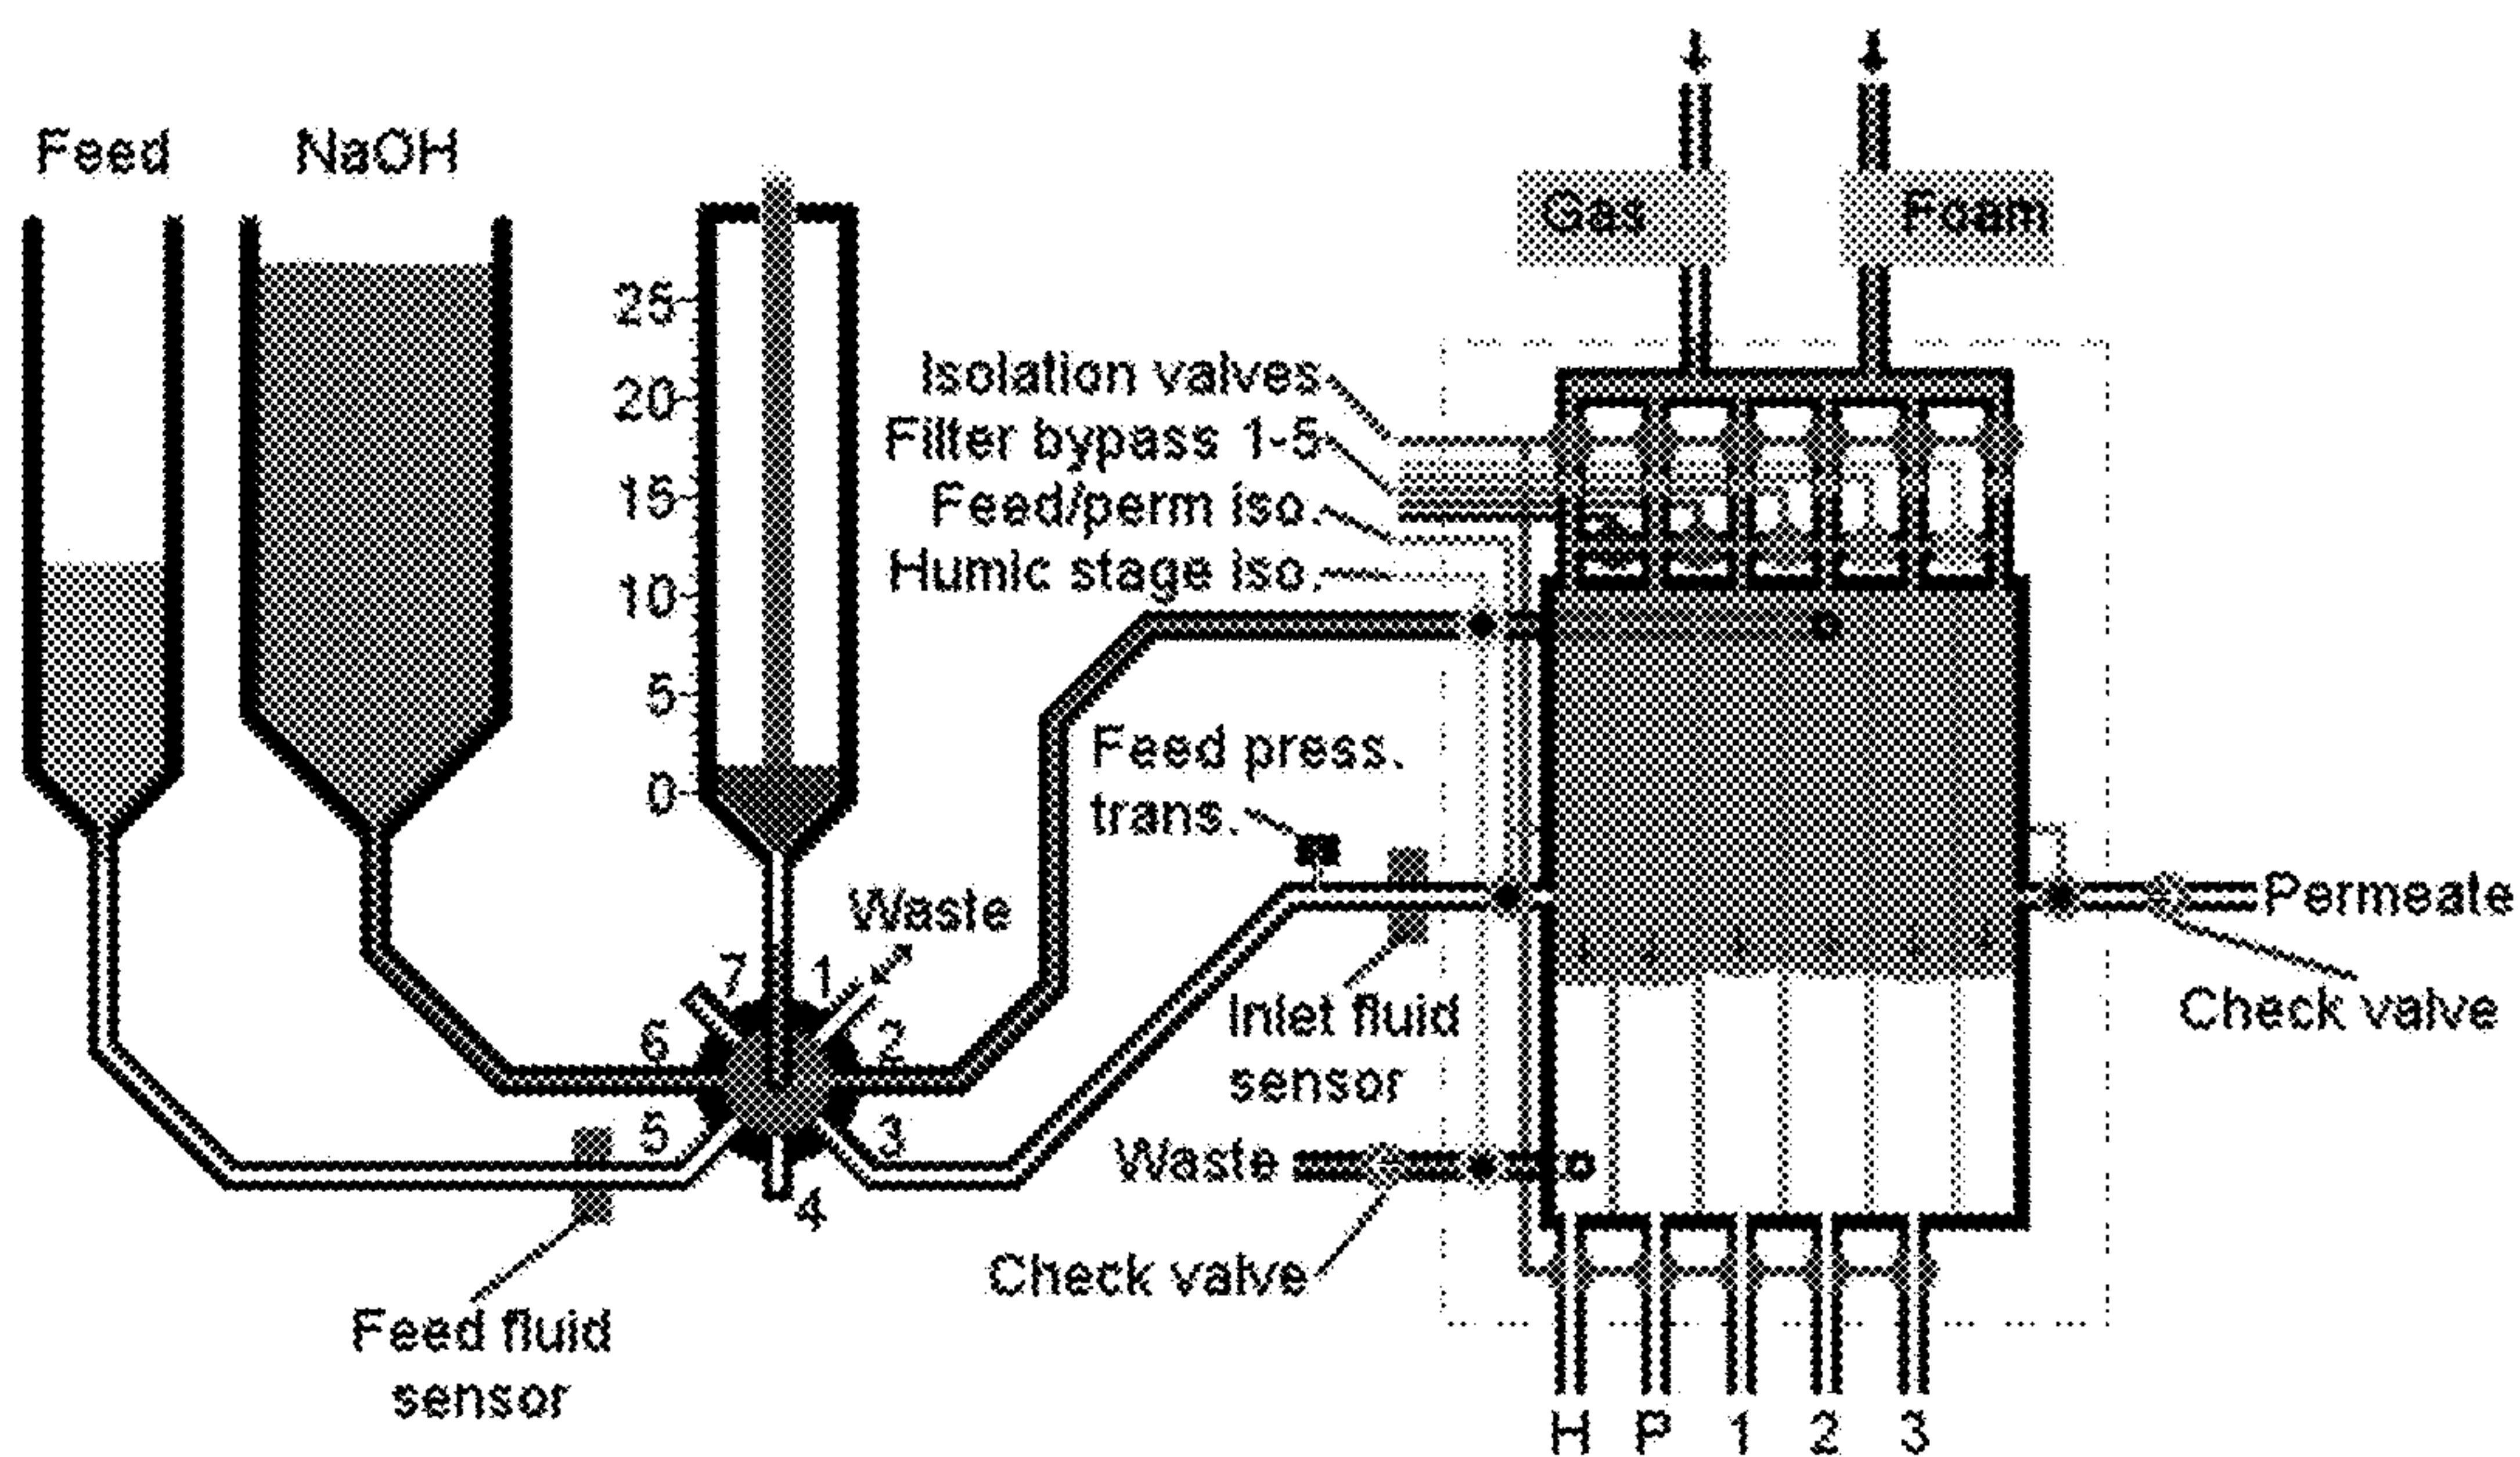 Feed
NaOH
Gas
Foam
25
20
15
10
5
0
Isolation valves
Filter bypass 1-5
Feed/perm iso.
Humic stage iso.
Feed press.
trans.
Waste
7
1
6
2
5
3
4
Inlet fluid
sensor
Permeate
Check valve
Waste
Check valve
Feed fluid
sensor
H P 1 2 3